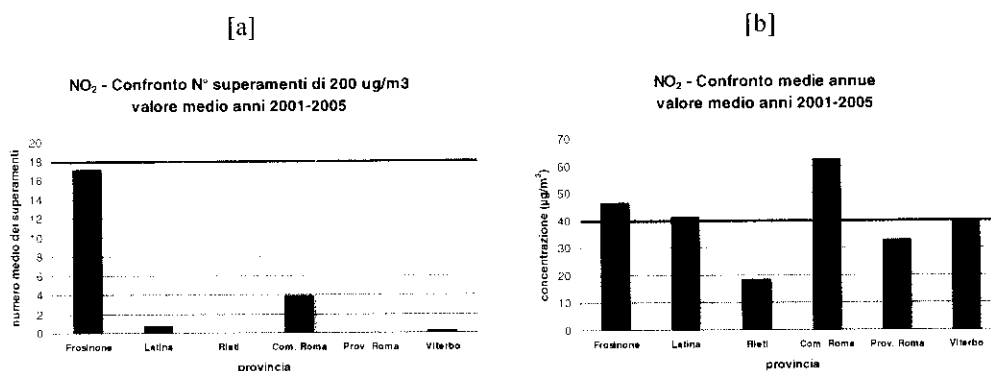 [a]
NO₂ - Confronto N° superamenti di 200 ug/m3
valore medio anni 2001-2005
numero medio dei superamenti
20
18
16
14
12
10
8
6
4
2
0
Frosinone Latina Rieti Com. Roma Prov. Roma Viterbo
provincia
[b]
NO₂ - Confronto medie annue
valore medio anni 2001-2005
concentrazione (µg/m³)
70
60
50
40
30
20
10
0
Frosinone Latina Rieti Com. Roma Prov. Roma Viterbo
provincia